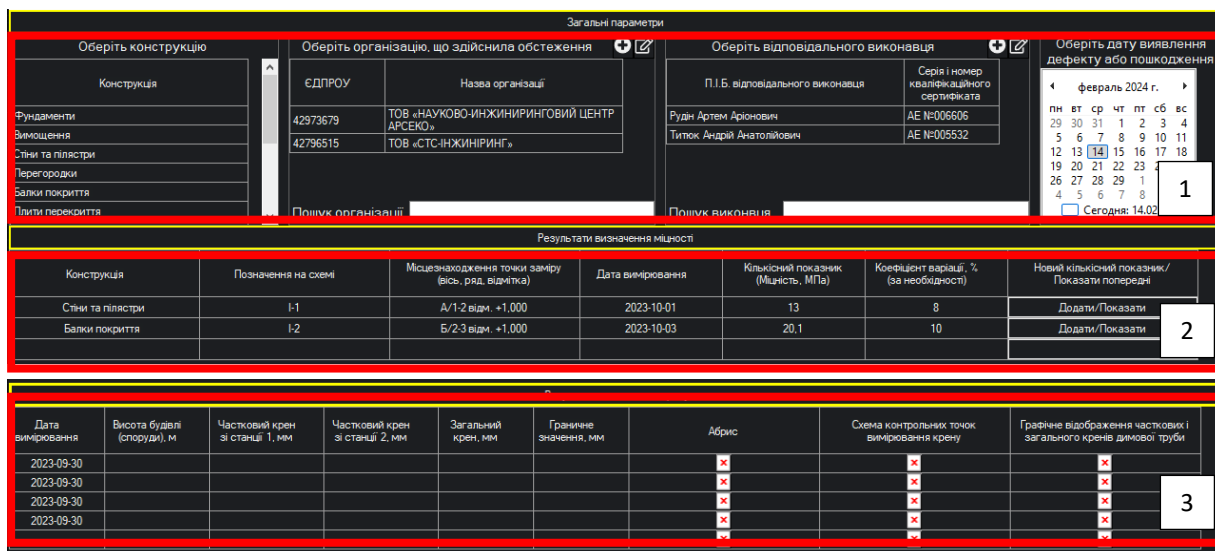 Загальні параметри
Оберіть конструкцію
Оберіть організацію, що здійснила обстеження
Оберіть відповідального виконавця
Оберіть дату виявлення
дефекту або пошкодження
Конструкція
ЄДПРОУ
Назва організації
П.І.Б. відповідального виконавця
Серія і номер
кваліфікаційного
сертифіката
февраль 2024 г.
пн вт ср чт пт сб вс
29 30 31 1 2 3 4
5 6 7 8 9 10 11
12 13 14 15 16 17 18
19 20 21 22 23
26 27 28 29 1
4 5 6 7 8
Сегодня: 14.02
Фундаменти
Вимощення
Стіни та пілястри
Перегородки
Балки покриття
Плити перекриття
42973679
ТОВ «НАУКОВО-ИНЖИНИРИНГОВИЙ ЦЕНТР
АРСЕКО»
42796515
ТОВ «СТС-ІНЖИНІРИНГ»
Рудін Артем Аріонович
АЕ №006606
Титюк Андрій Анатолійович
АЕ №005532
Пошук організації
Пошук виконвця
1
Результати визначення міцності
Конструкція
Позначення на схемі
Місцезнаходження точки заміру
(вісь, ряд, відмітка)
Дата вимірювання
Кількісний показник
(Міцність, МПа)
Коефіцієнт варіації, %
(за необхідності)
Новий кількісний показник/
Показати попередні
Стіни та пілястри
І-1
А/1-2 відм. +1,000
2023-10-01
13
8
Додати/Показати
Балки покриття
І-2
Б/2-3 відм. +1,000
2023-10-03
20,1
10
Додати/Показати
2
Дата
вимірювання
Висота будівлі
(споруди), м
Частковий крен
зі станції 1, мм
Частковий крен
зі станції 2, мм
Загальний
крен, мм
Граничне
значення, мм
Абрис
Схема контрольних точок
вимірювання крену
Графічне відображення часткових і
загального кренів димової труби
2023-09-30
2023-09-30
2023-09-30
2023-09-30
3